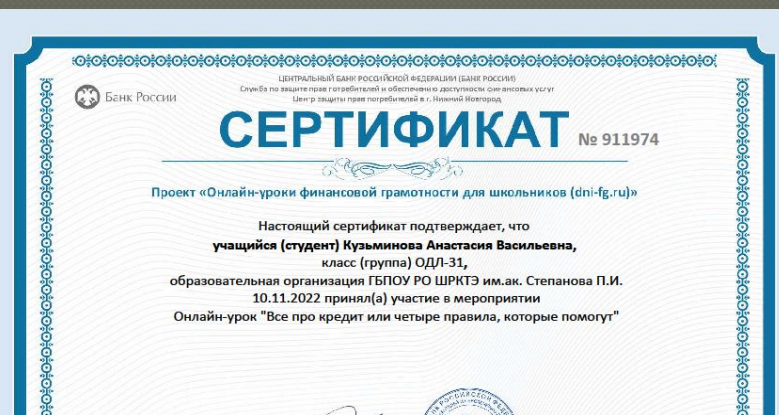 ЦЕНТРАЛЬНЫЙ БАНК РОССИЙСКОЙ ФЕДЕРАЦИИ (БАНК РОССИИ)
Служба по защите прав потребителей и обеспечению доступности финансовых услуг
Центр защиты прав потребителей в г. Нижний Новгород
Банк России
СЕРТИФИКАТ № 911974
Проект «Онлайн-уроки финансовой грамотности для школьников (dni-fg.ru)»
Настоящий сертификат подтверждает, что
учащийся (студент) Кузьминова Анастасия Васильевна,
класс (группа) ОДЛ-31,
образовательная организация ГБПОУ РО ШРКТЭ им.ак. Степанова П.И.
10.11.2022 принял(а) участие в мероприятии
Онлайн-урок "Все про кредит или четыре правила, которые помогут"